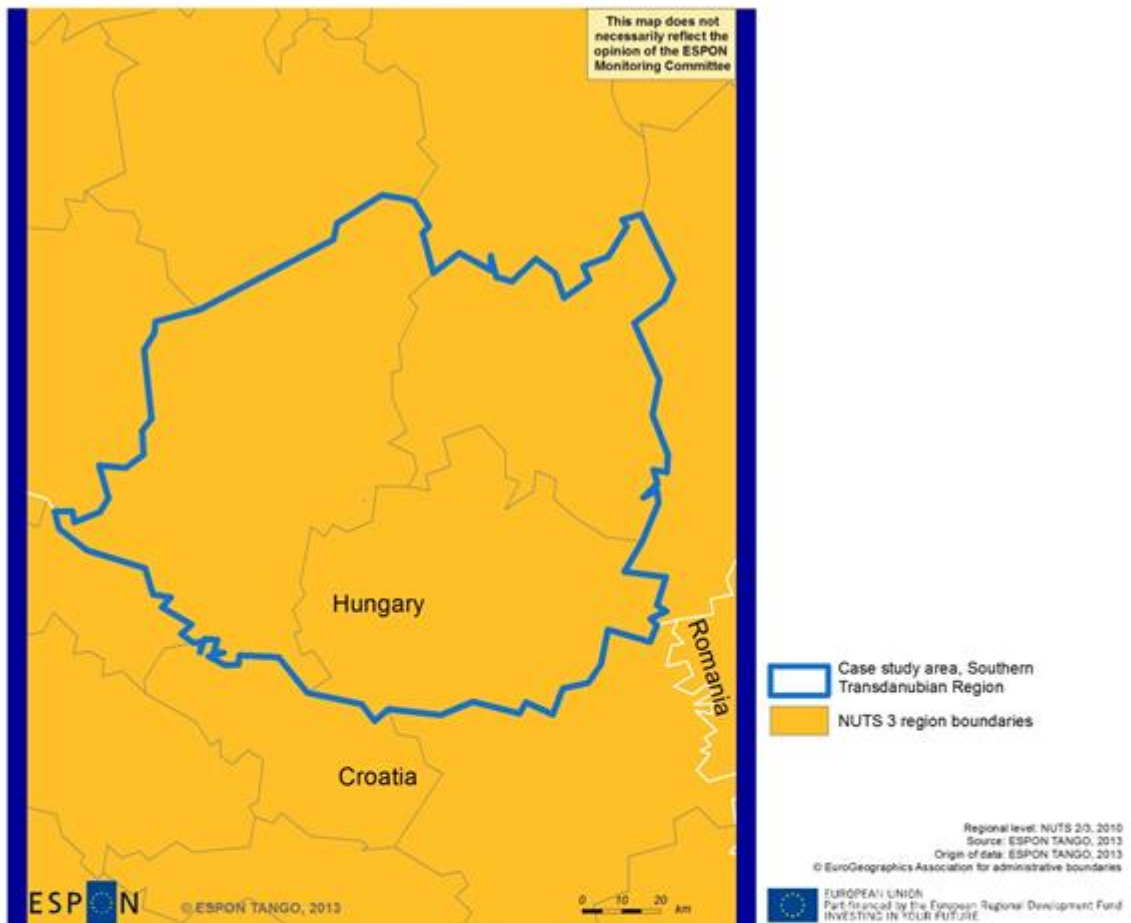 This map does not
necessarily reflect the
opinion of the ESPON
Monitoring Committee
Hungary
Romania
Croatia
Case study area, Southern
Transdanubian Region
NUTS 3 region boundaries
Regional level: NUTS 2/3, 2010
Source: ESPON TANGO, 2013
Origin of data: ESPON TANGO, 2013
© EuroGeographics Association for administrative boundaries
ESPON
© ESPON TANGO, 2013
0 10 20
km
EUROPEAN UNION
Part-financed by the European Regional Development Fund
INVESTING IN YOUR FUTURE